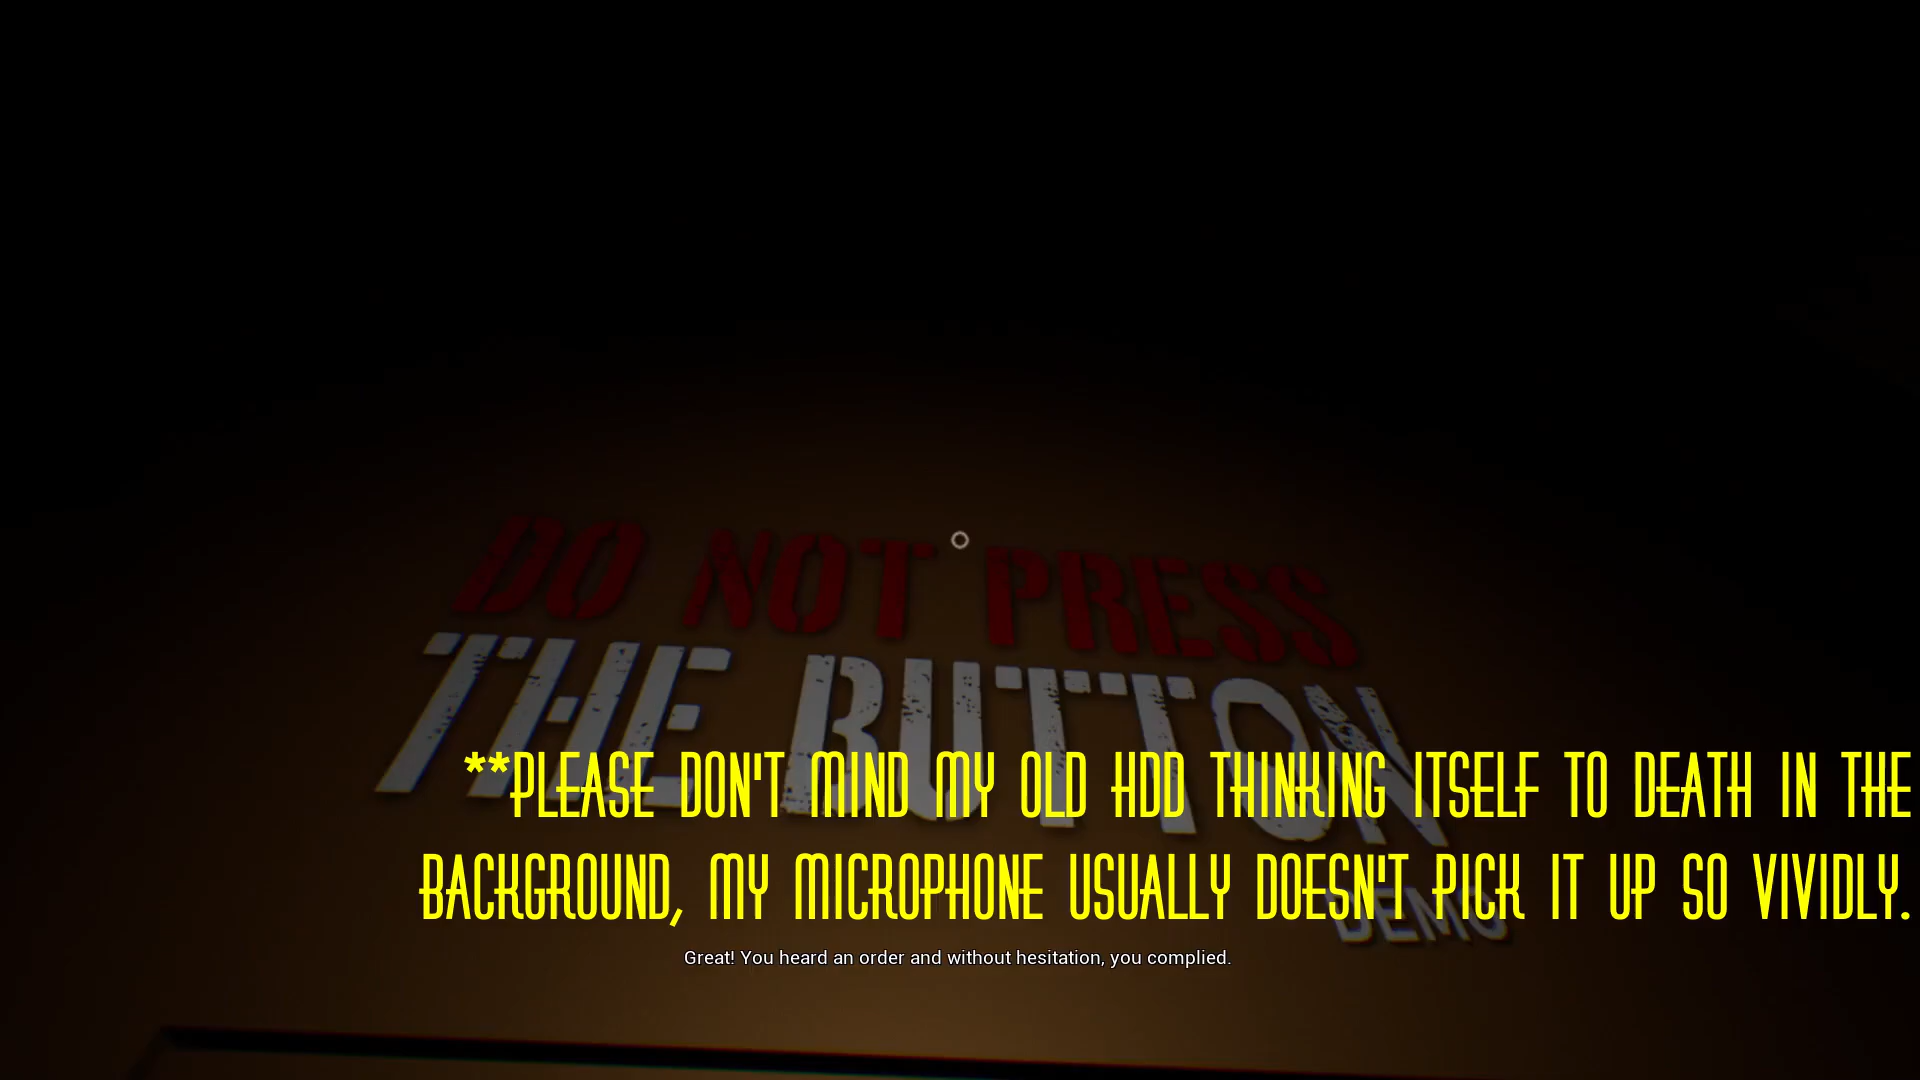 DO NOT PRESS
THE BUTTON
**PLEASE DON'T MIND MY OLD HDD THINKING ITSELF TO DEATH IN THE
BACKGROUND, MY MICROPHONE USUALLY DOESN'T PICK IT UP SO VIVIDLY.
DEMO
Great! You heard an order and without hesitation, you complied.